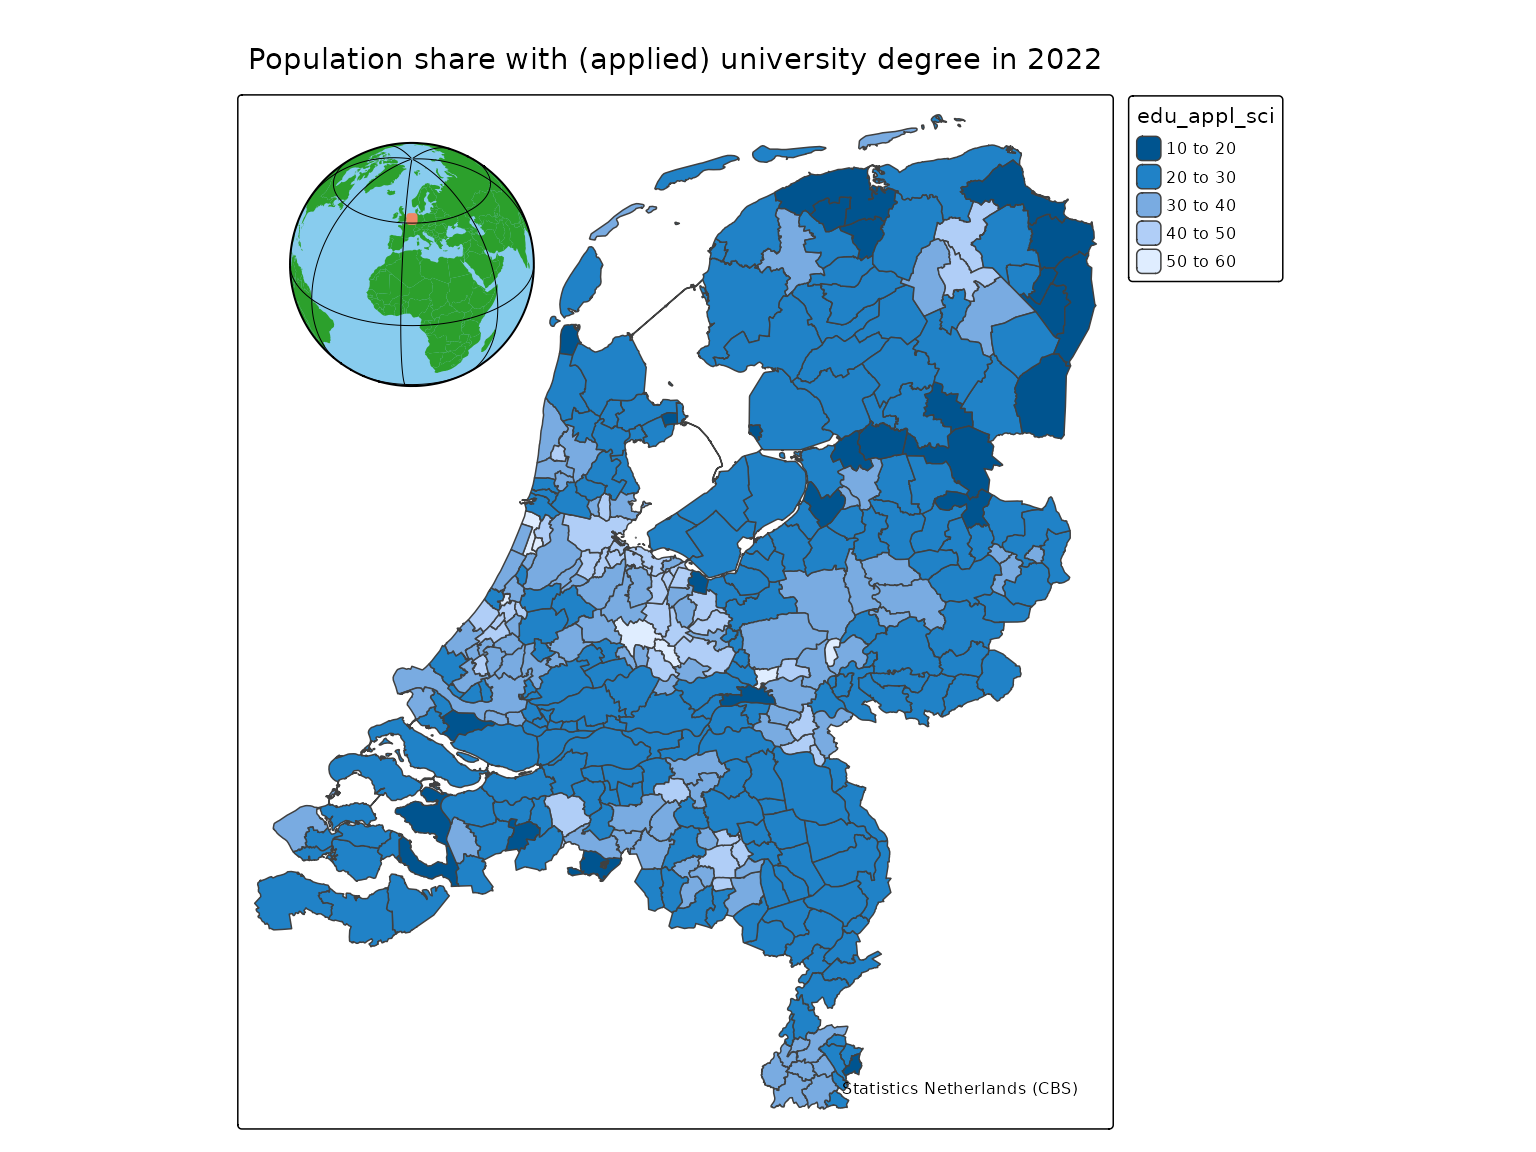 Population share with (applied) university degree in 2022
edu_appl_sci
10 to 20
20 to 30
30 to 40
40 to 50
50 to 60
Statistics Netherlands (CBS)